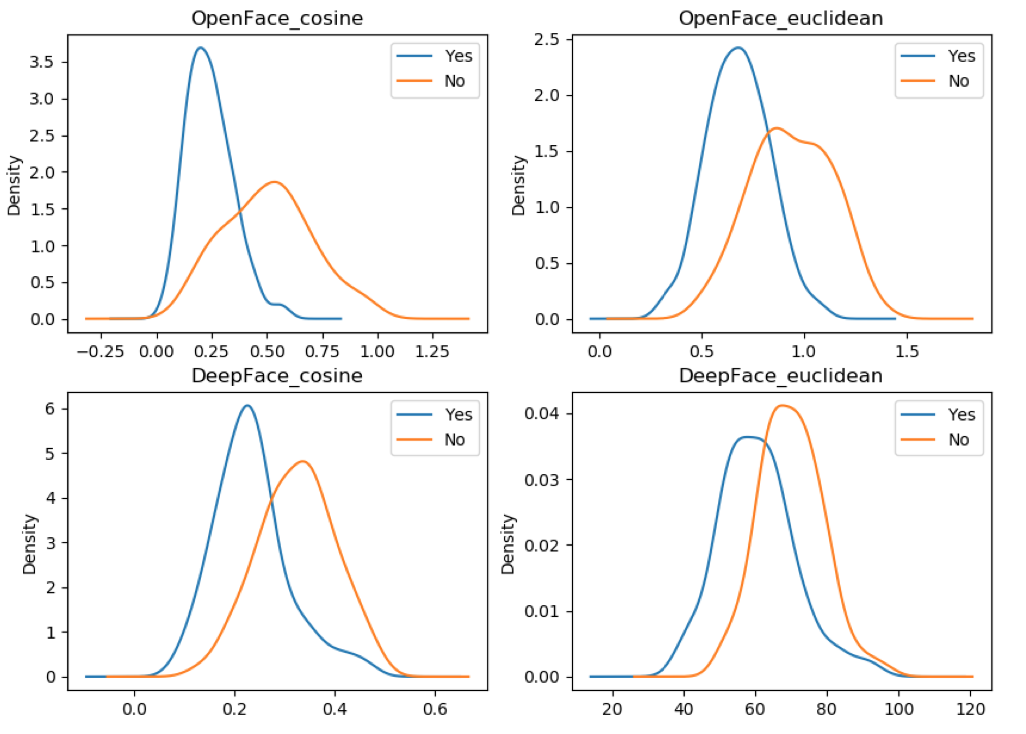 OpenFace_cosine
Density
3.5
3.0
2.5
2.0
1.5
1.0
0.5
0.0
−0.25 0.00 0.25 0.50 0.75 1.00 1.25
Yes
No
OpenFace_euclidean
Density
2.5
2.0
1.5
1.0
0.5
0.0
0.0 0.5 1.0 1.5
Yes
No
DeepFace_cosine
Density
6
5
4
3
2
1
0
0.0 0.2 0.4 0.6
Yes
No
DeepFace_euclidean
Density
0.04
0.03
0.02
0.01
0.00
20 40 60 80 100 120
Yes
No